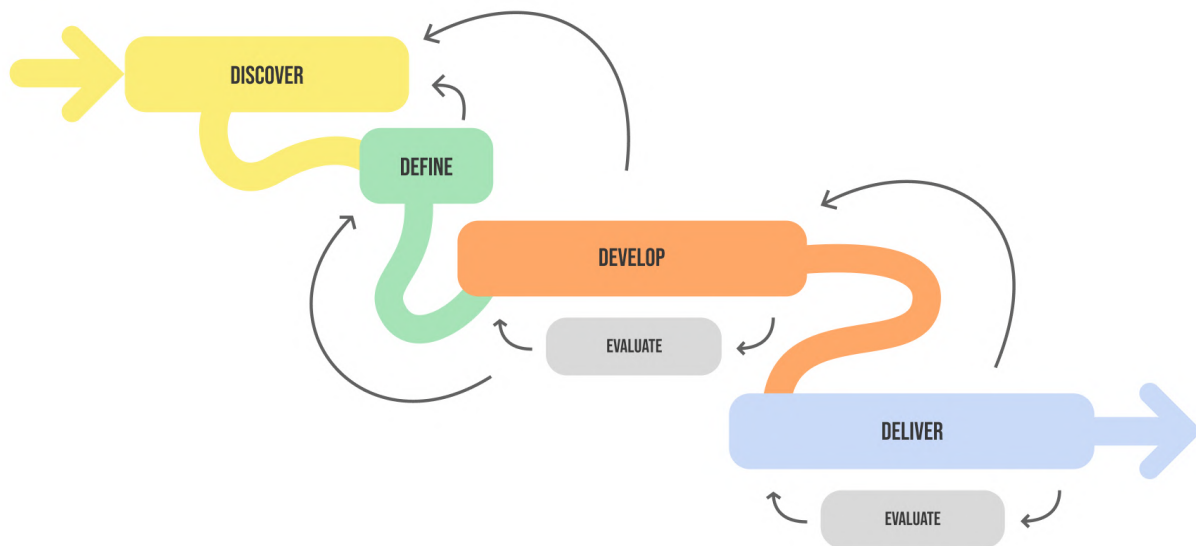 DISCOVER
DEFINE
DEVELOP
EVALUATE
DELIVER
EVALUATE